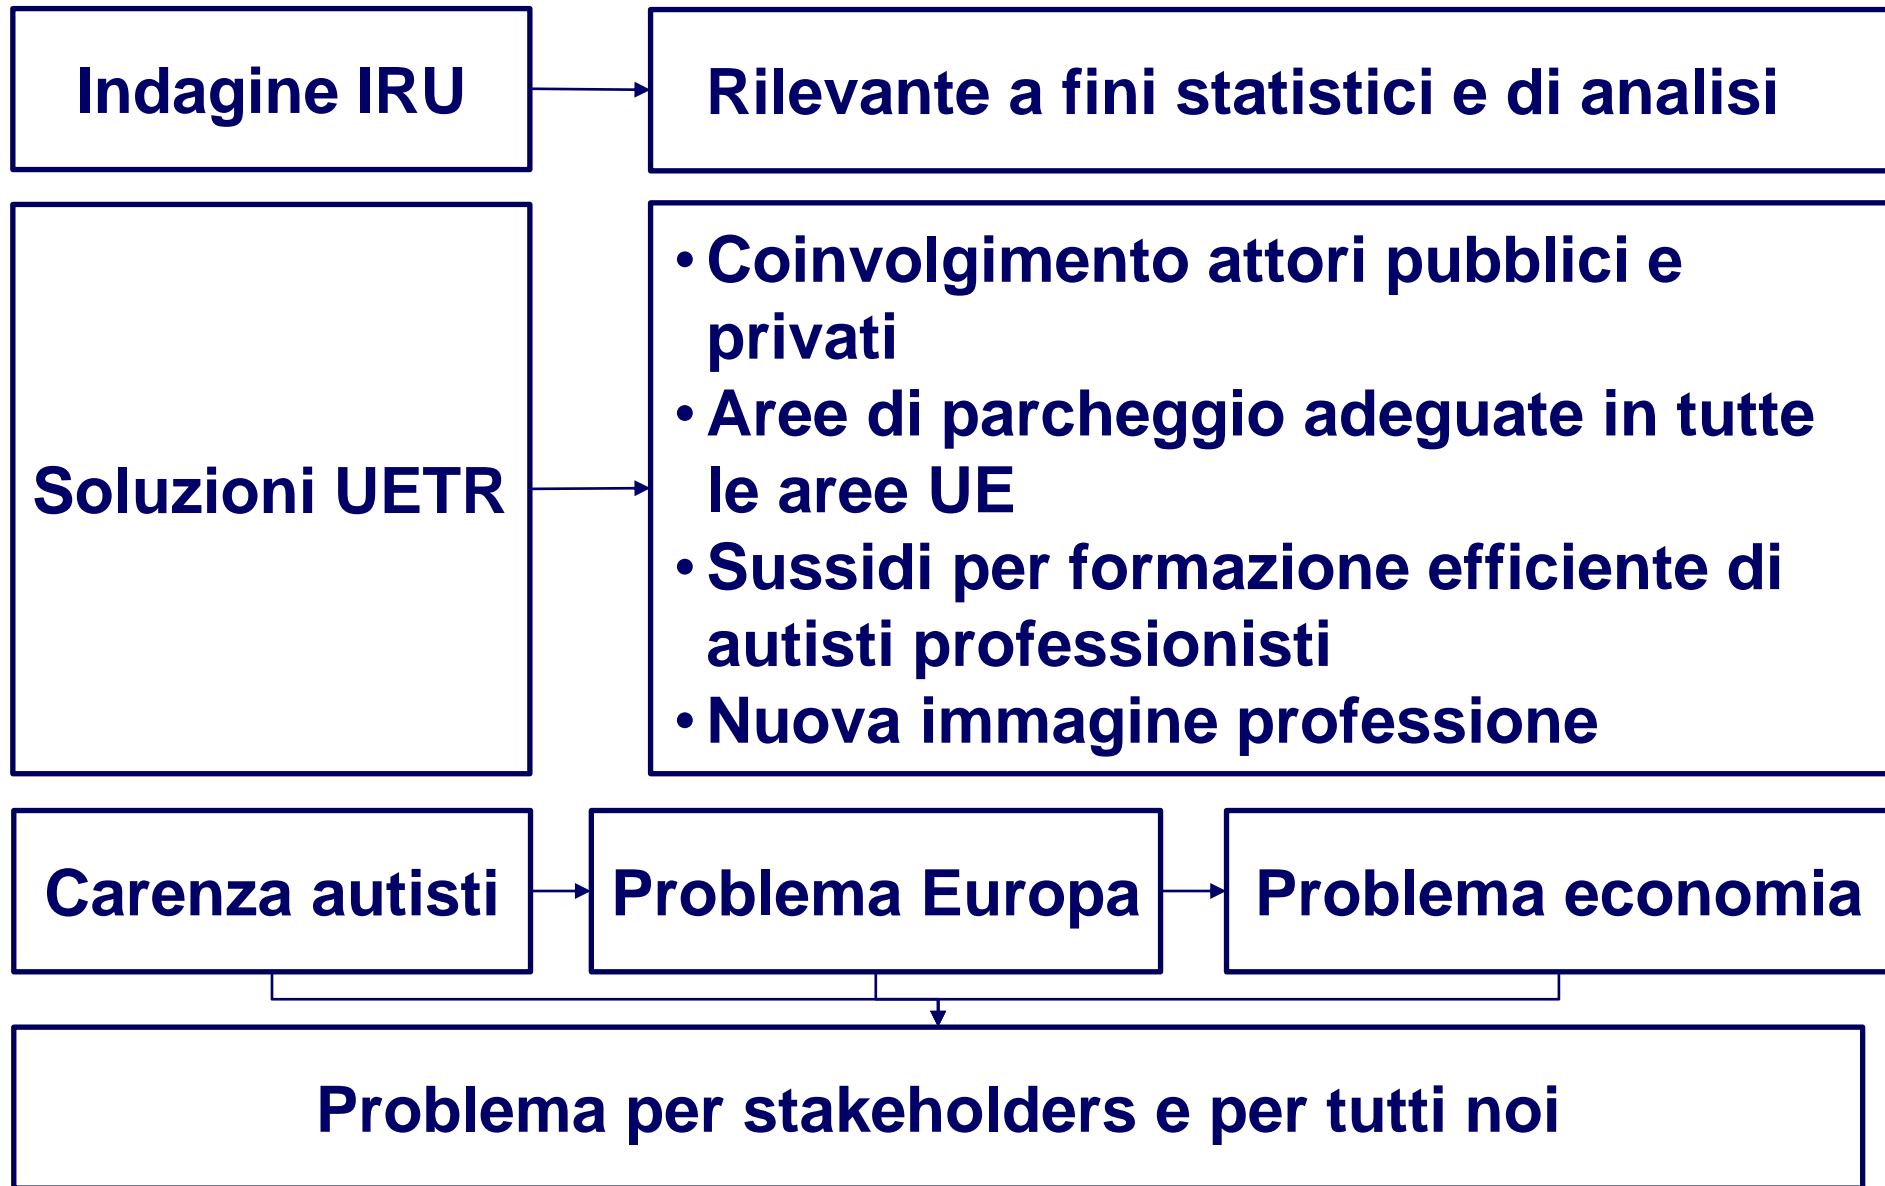 Indagine IRU
Rilevante a fini statistici e di analisi
Soluzioni UETR
• Coinvolgimento attori pubblici e
privati
• Aree di parcheggio adeguate in tutte
le aree UE
• Sussidi per formazione efficiente di
autisti professionisti
• Nuova immagine professione
Carenza autisti
Problema Europa
Problema economia
Problema per stakeholders e per tutti noi